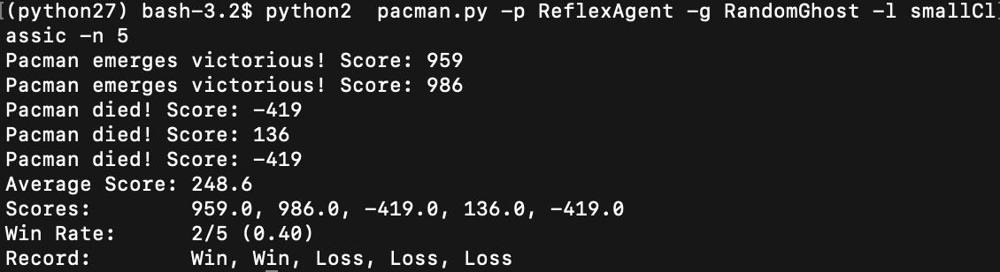 (python27) bash-3.2$ python2  pacman.py -p ReflexAgent -g RandomGhost -l smallCl
assic -n 5
Pacman emerges victorious! Score: 959
Pacman emerges victorious! Score: 986
Pacman died! Score: -419
Pacman died! Score: 136
Pacman died! Score: -419
Average Score: 248.6
Scores:        959.0, 986.0, -419.0, 136.0, -419.0
Win Rate:      2/5 (0.40)
Record:        Win, Win, Loss, Loss, Loss